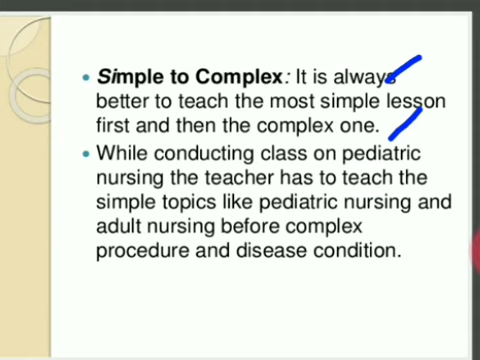 Simple to Complex: It is always
better to teach the most simple lesson
first and then the complex one.
While conducting class on pediatric
nursing the teacher has to teach the
simple topics like pediatric nursing and
adult nursing before complex
procedure and disease condition.